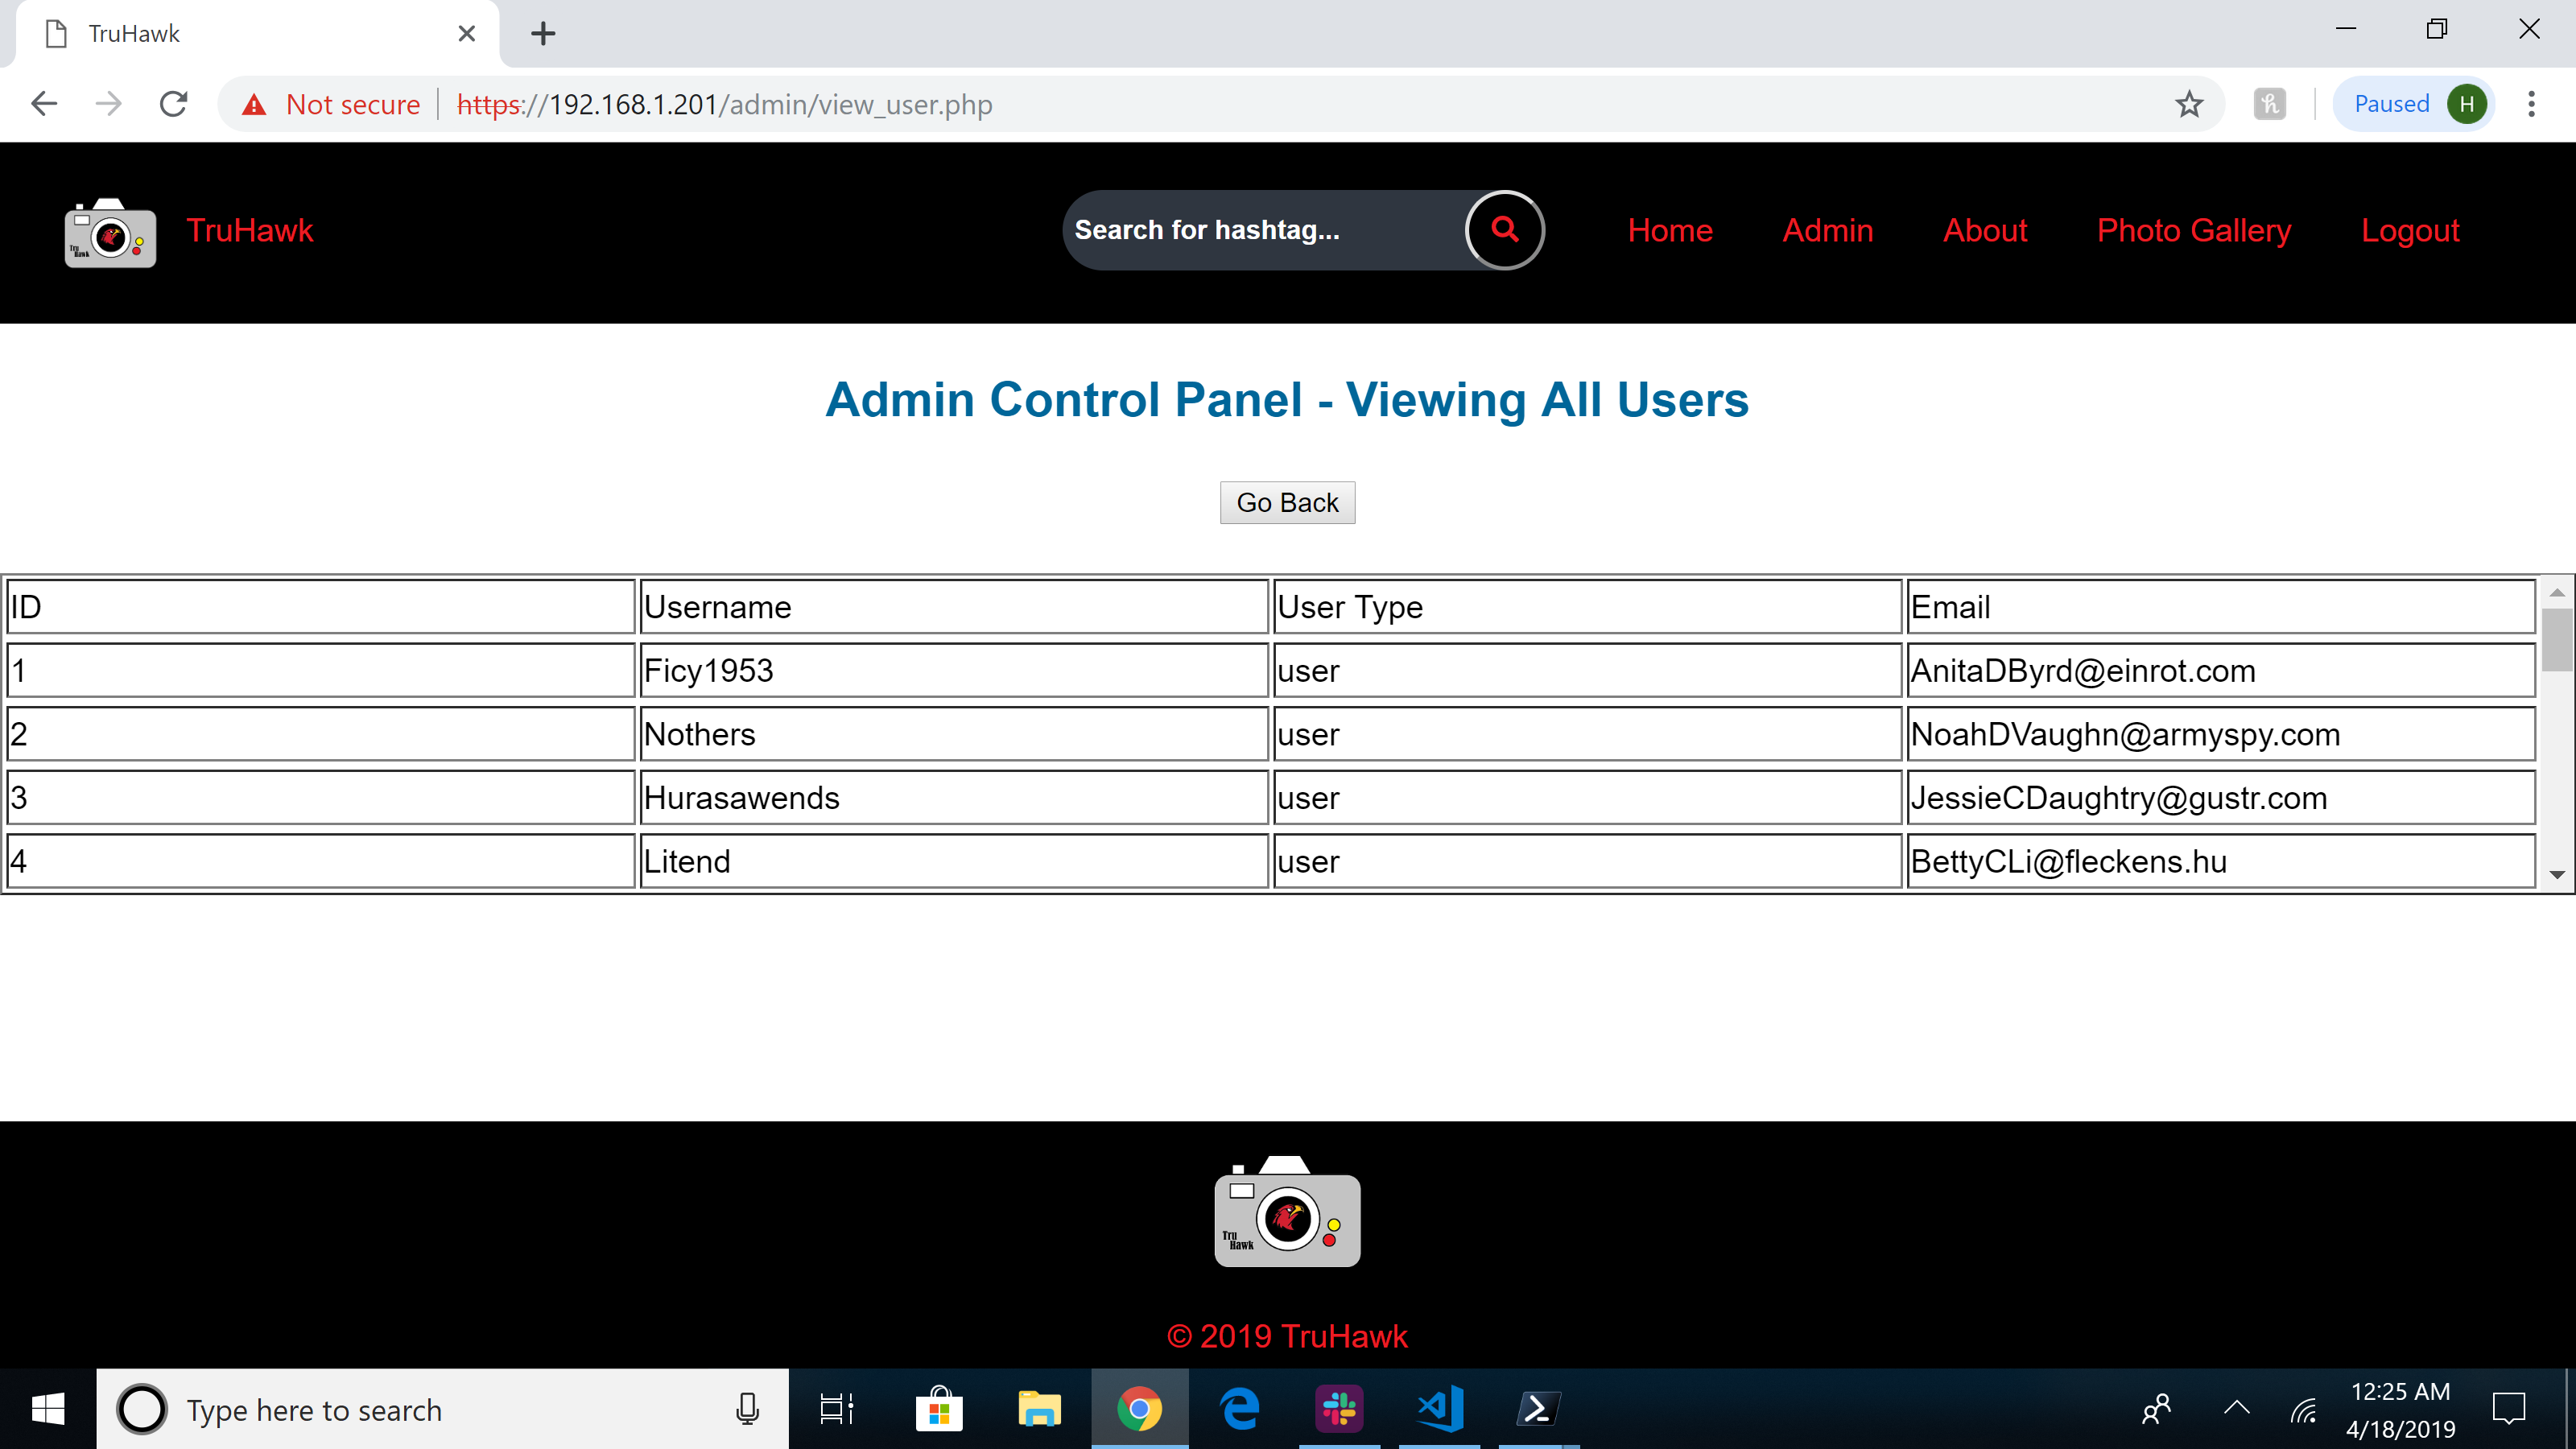 TruHawk
Not secure https://192.168.1.201/admin/view_user.php Paused H
Tru
Hawk
TruHawk Search for hashtag... Home Admin About Photo Gallery Logout
Admin Control Panel - Viewing All Users
Go Back
ID Username User Type Email
1 Ficy1953 user AnitaDByrd@einrot.com
2 Nothers user NoahDVaughn@armyspy.com
3 Hurasawends user JessieCDaughtry@gustr.com
4 Litend user BettyCLi@fleckens.hu
Tru
Hawk
© 2019 TruHawk
Type here to search 12:25 AM
4/18/2019